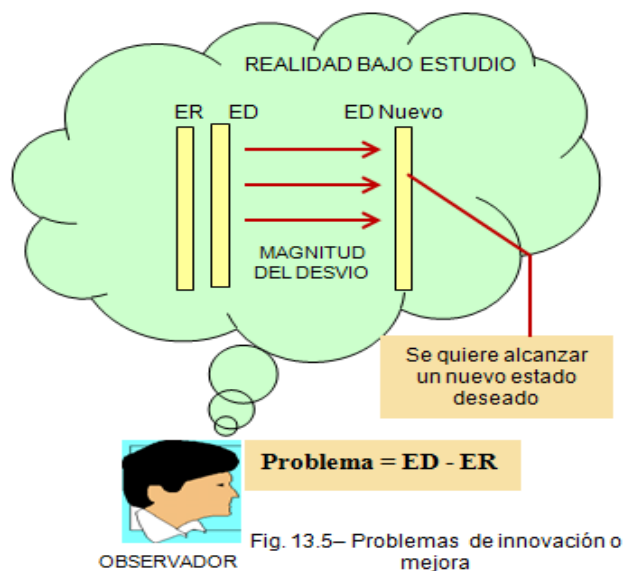 REALIDAD BAJO ESTUDIO
ER ED ED Nuevo
MAGNITUD
DEL DESVIO
Se quiere alcanzar
un nuevo estado
deseado
Problema = ED - ER
OBSERVADOR
Fig. 13.5– Problemas de innovación o
mejora